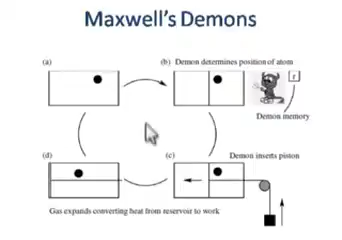 Maxwell's Demons
(a)
(b) Demon determines position of atom
r
Demon memory
(d)
(c) Demon inserts piston
Gas expands converting heat from reservoir to work